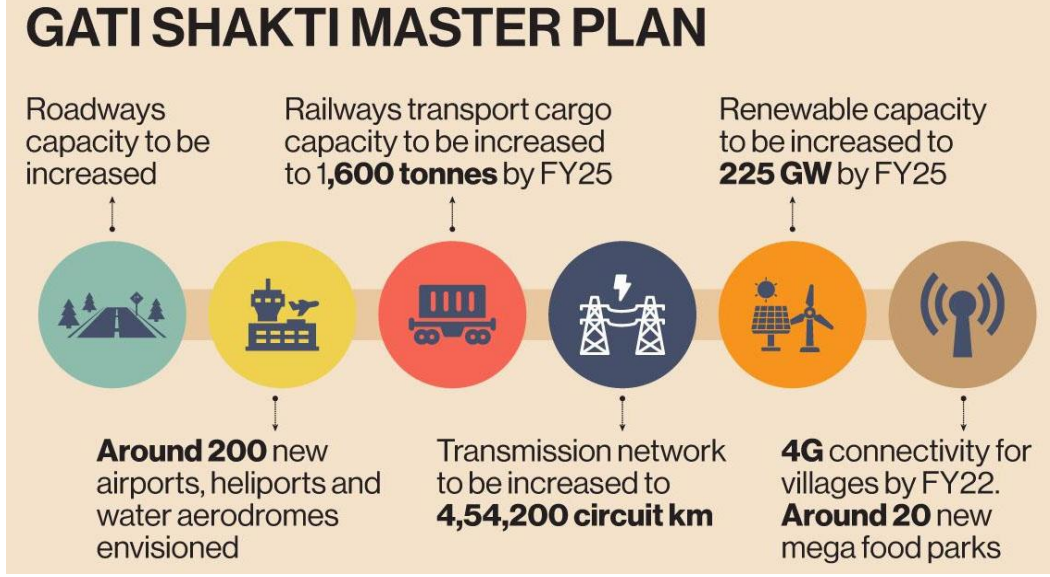 GATI SHAKTI MASTER PLAN
Roadways
capacity to be
increased
Railways transport cargo
capacity to be increased
to 1,600 tonnes by FY25
Renewable capacity
to be increased to
225 GW by FY25
Around 200 new
airports, heliports and
water aerodromes
envisioned
Transmission network
to be increased to
4,54,200 circuit km
4G connectivity for
villages by FY22.
Around 20 new
mega food parks